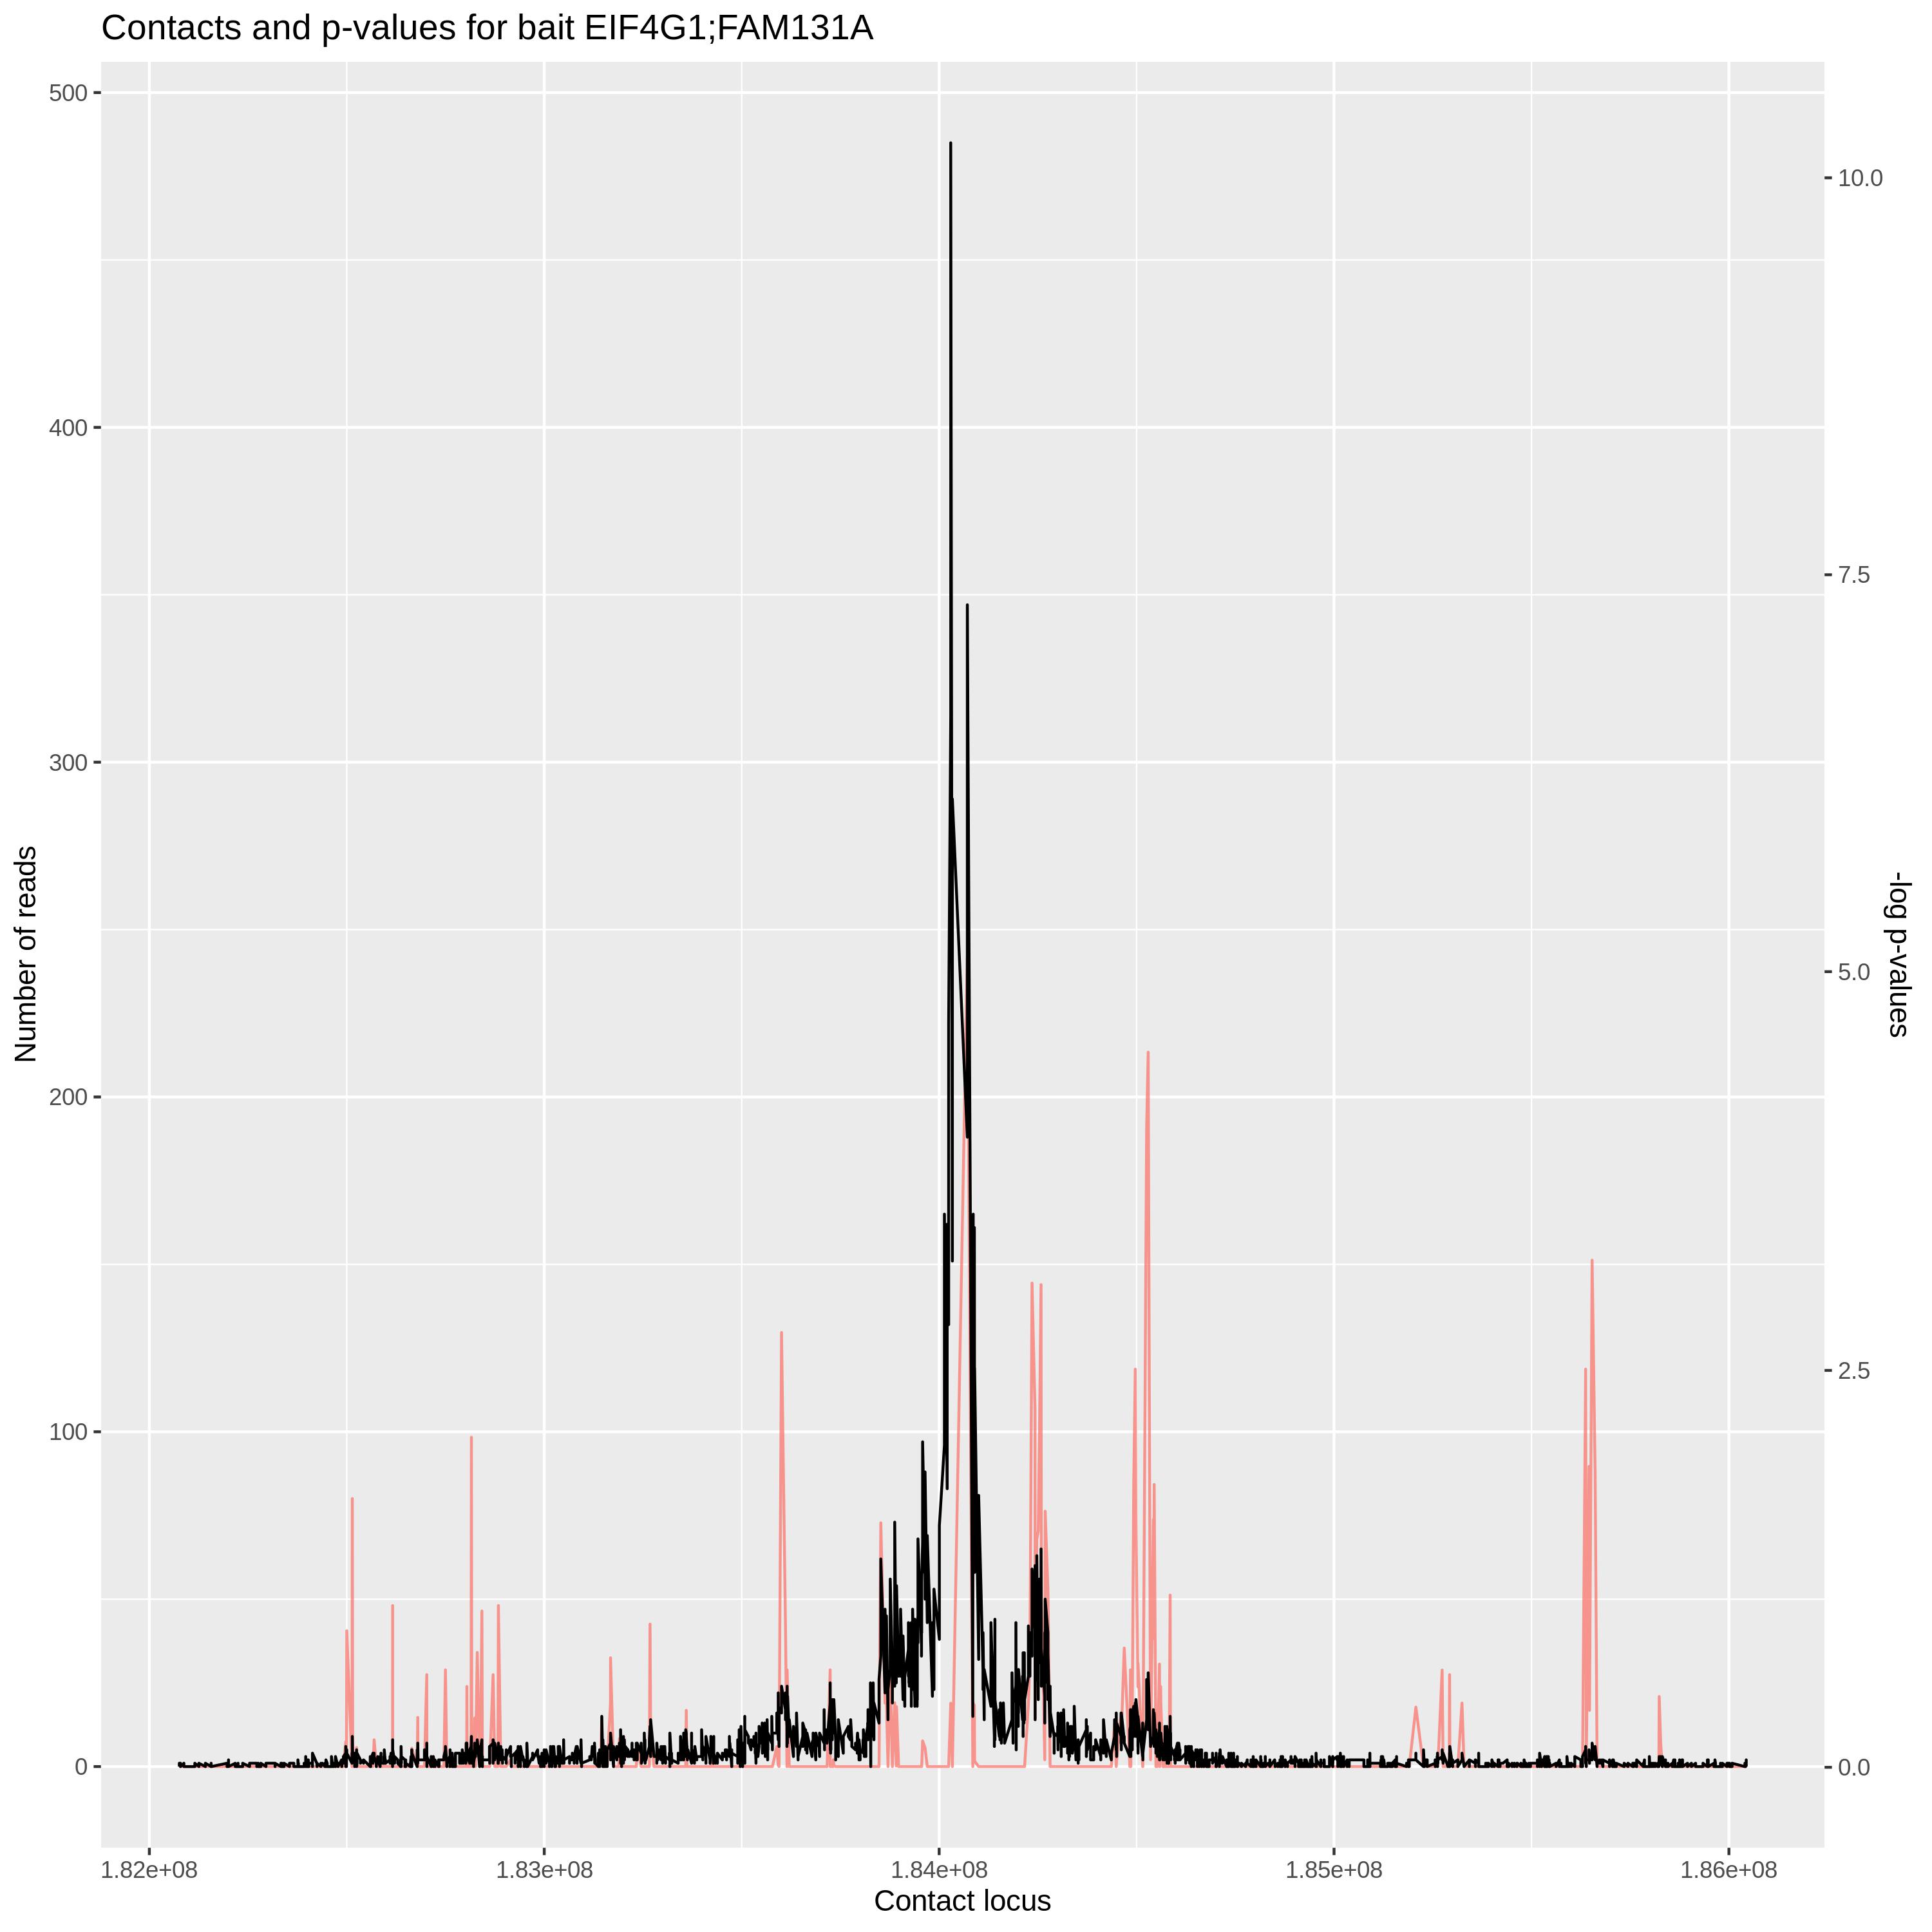 Contacts and p-values for bait EIF4G1;FAM131A
500
400
300
200
100
0
Number of reads
10.0
7.5
5.0
2.5
0.0
-log p-values
1.82e+08
1.83e+08
1.84e+08
1.85e+08
1.86e+08
Contact locus